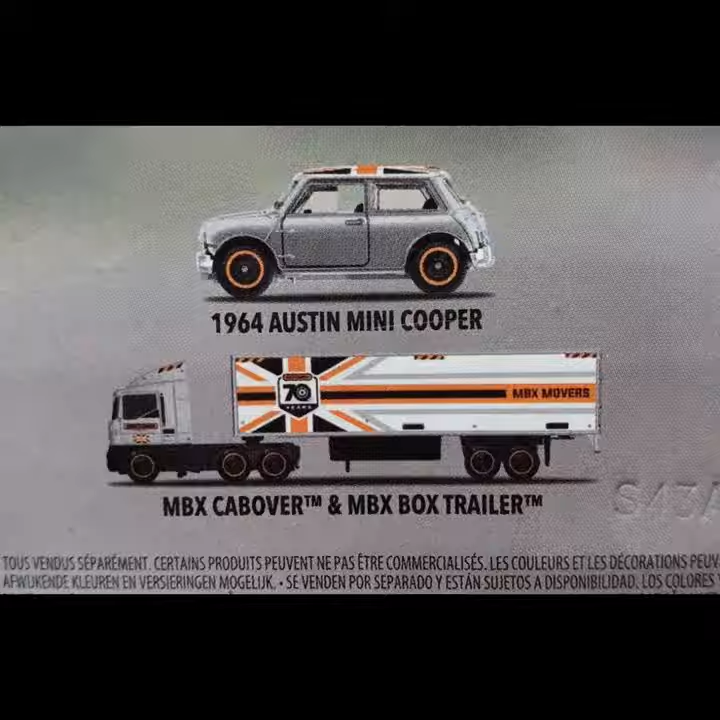 1964 AUSTIN MINI COOPER
70
YEARS
MBX MOVERS
MBX CABOVER™ & MBX BOX TRAILER™
TOUS VENDUS SÉPARÉMENT. CERTAINS PRODUITS PEUVENT NE PAS ÊTRE COMMERCIALISÉS. LES COULEURS ET LES DÉCORATIONS PEUV
AFWIJKENDE KLEUREN EN VERSIERINGEN MOGELIJK. • SE VENDEN POR SEPARADO Y ESTÁN SUJETOS A DISPONIBILIDAD. LOS COLORES Y